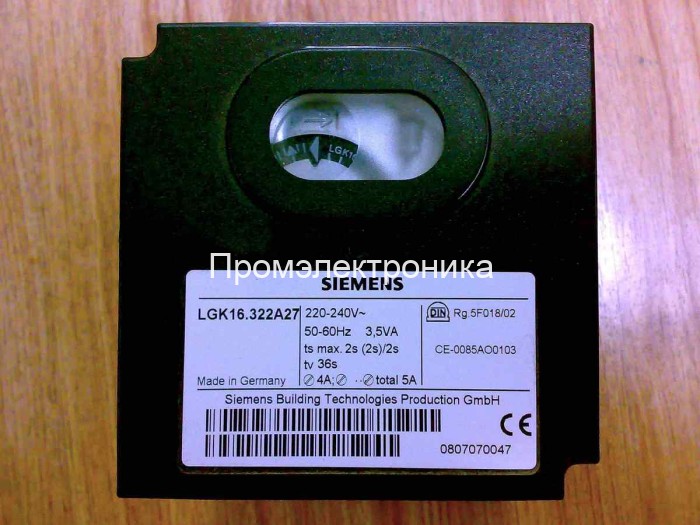 LGK16
Промэлектроника
SIEMENS
LGK16.322A27
220-240V~
50-60Hz 3,5VA
ts max. 2s (2s)/2s
tv 36s
4A; ·· total 5A
DIN Rg.5F018/02
CE-0085AO0103
Made in Germany
Siemens Building Technologies Production GmbH
CE
0807070047